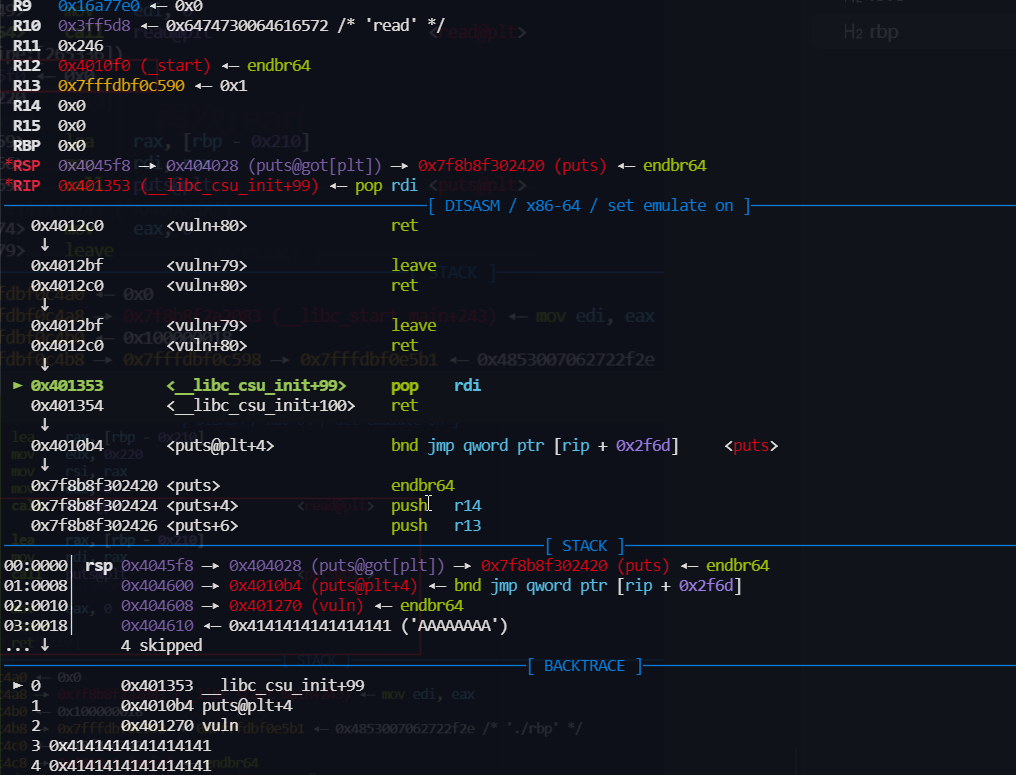 R9 0x16a77e0 ← 0x0
R10 0x3ff5d8 ← 0x6474730064616572 /* 'read' */
R11 0x246
R12 0x4010f0 (_start) ← endbr64
R13 0x7fffdbf0c590 ← 0x1
R14 0x0
R15 0x0
RBP 0x0
*RSP 0x4045f8 → 0x404028 (puts@got[plt]) → 0x7f8b8f302420 (puts) ← endbr64
*RIP 0x401353 (__libc_csu_init+99) ← pop rdi
[ DISASM / x86-64 / set emulate on ]
0x4012c0 <vuln+80> ret
↓
0x4012bf <vuln+79> leave
0x4012c0 <vuln+80> ret
↓
0x4012bf <vuln+79> leave
0x4012c0 <vuln+80> ret
↓
► 0x401353 <__libc_csu_init+99> pop rdi
0x401354 <__libc_csu_init+100> ret
↓
0x4010b4 <puts@plt+4> bnd jmp qword ptr [rip + 0x2f6d] <puts>
↓
0x7f8b8f302420 <puts> endbr64
0x7f8b8f302424 <puts+4> push r14
0x7f8b8f302426 <puts+6> push r13
[ STACK ]
00:0000│ rsp 0x4045f8 → 0x404028 (puts@got[plt]) → 0x7f8b8f302420 (puts) ← endbr64
01:0008│ 0x404600 → 0x4010b4 (puts@plt+4) ← bnd jmp qword ptr [rip + 0x2f6d]
02:0010│ 0x404608 → 0x401270 (vuln) ← endbr64
03:0018│ 0x404610 ← 0x4141414141414141 ('AAAAAAAA')
... ↓ 4 skipped
[ BACKTRACE ]
► 0 0x401353 __libc_csu_init+99
1 0x4010b4 puts@plt+4
2 0x401270 vuln
3 0x4141414141414141
4 0x4141414141414141
H₂ rbp